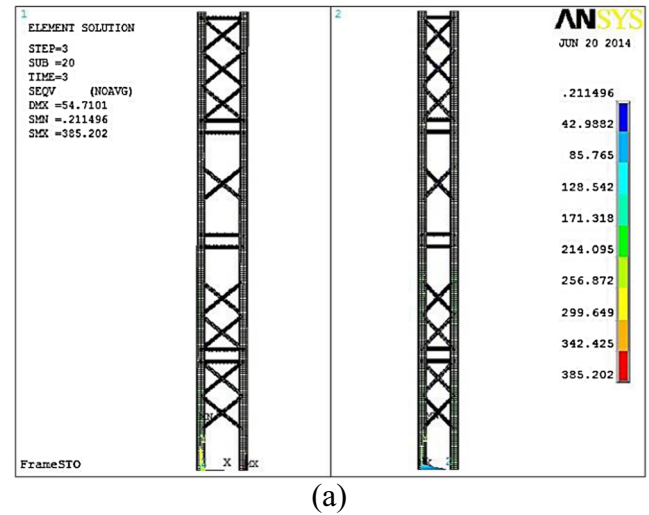 1
ELEMENT SOLUTION
STEP=3
SUB =20
TIME=3
SEQV (NOAVG)
DMX =54.7101
SMN =.211496
SMX =385.202
2
ANSYS
JUN 20 2014
.211496
42.9882
85.765
128.542
171.318
214.095
256.872
299.649
342.425
385.202
X
MX
FrameSTO
(a)